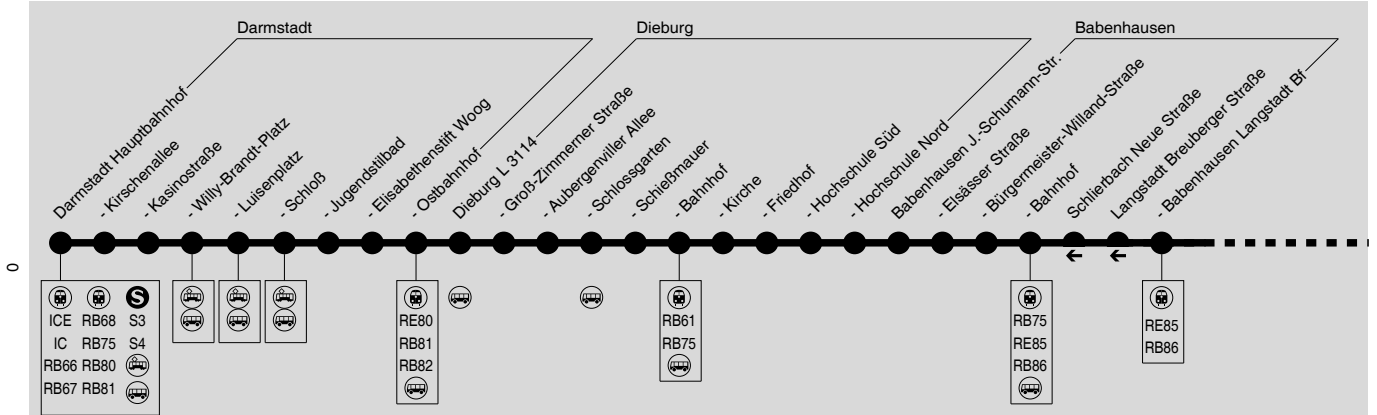 Darmstadt
Dieburg
Babenhausen
Darmstadt Hauptbahnhof
- Kirschenallee
- Kasinostraße
- Willy-Brandt-Platz
- Luisenplatz
- Schloß
- Jugendstilbad
- Elisabethenstift Woog
- Ostbahnhof
Dieburg L 3114
- Groß-Zimmerner Straße
- Aubergenviller Allee
- Schlossgarten
- Schießmauer
- Bahnhof
- Kirche
- Friedhof
- Hochschule Süd
- Hochschule Nord
Babenhausen J.-Schumann-Str.
- Elsässer Straße
- Bürgermeister-Willand-Straße
- Bahnhof
Schlierbach Neue Straße
Langstadt Breuberger Straße
- Babenhausen Langstadt Bf
0
S
ICE RB68 S3
IC RB75 S4
RB66 RB80
RB67 RB81
RE80
RB81
RB82
RB61
RB75
RB75
RE85
RB86
RE85
RB86